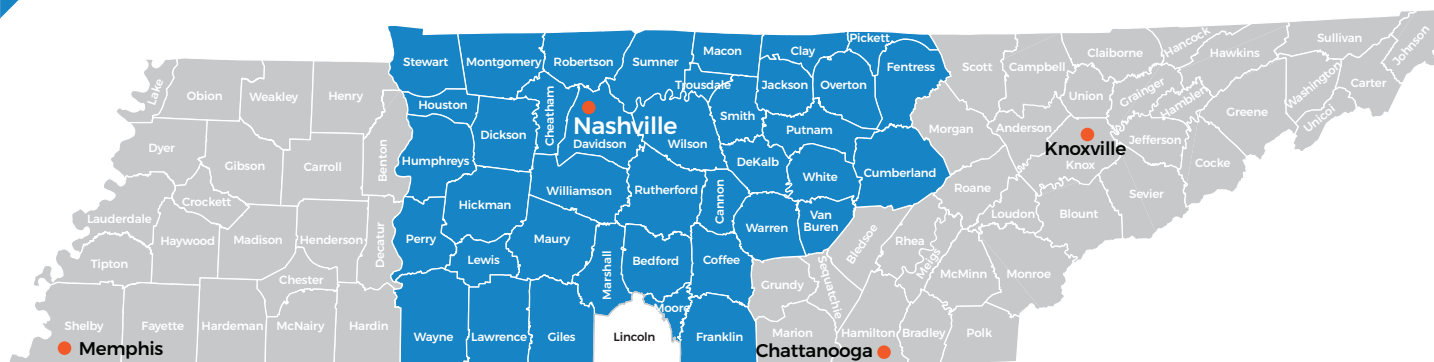 Pickett
Stewart
Montgomery
Robertson
Sumner
Macon
Clay
Fentress
Scott
Campbell
Claiborne
Hancock
Hawkins
Sullivan
Johnson
Lake
Obion
Weakley
Henry
Houston
Cheatham
Trousdale
Jackson
Overton
Union
Grainger
Hamblen
Greene
Washington
Unicoi
Carter
Dyer
Gibson
Carroll
Benton
Humphreys
Dickson
Nashville
Davidson
Wilson
Smith
Putnam
Morgan
Anderson
Knoxville
Knox
Jefferson
Cocke
DeKalb
White
Cumberland
Roane
Loudon
Blount
Sevier
Lauderdale
Crockett
Haywood
Madison
Henderson
Decatur
Perry
Hickman
Williamson
Rutherford
Cannon
Warren
Van
Buren
Bledsoe
Rhea
Meigs
McMinn
Monroe
Tipton
Chester
Lewis
Maury
Marshall
Bedford
Coffee
Grundy
Sequatchie
Shelby
Fayette
Hardeman
McNairy
Hardin
Wayne
Lawrence
Giles
Lincoln
Moore
Franklin
Marion
Hamilton
Bradley
Polk
Memphis
Chattanooga